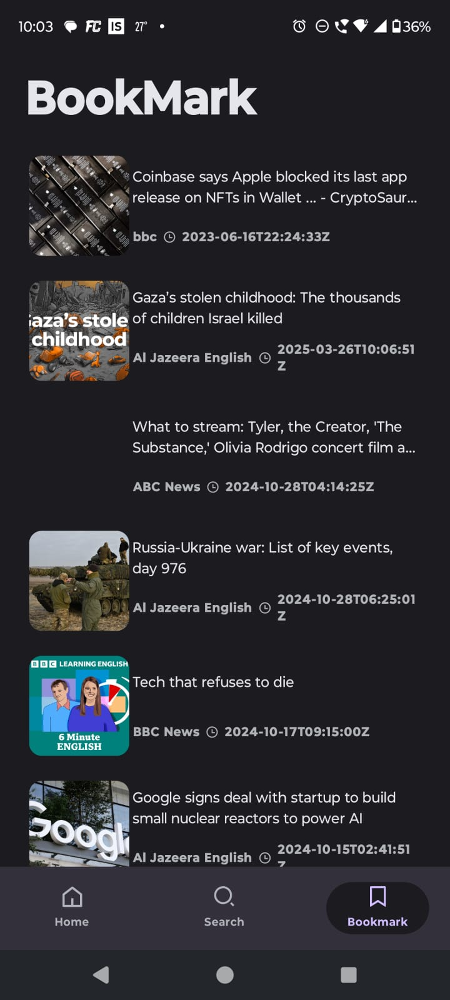 10:03 FC IS 27° 36%
BookMark
Coinbase says Apple blocked its last app
release on NFTs in Wallet ... - CryptoSaur...
bbc 2023-06-16T22:24:33Z
Gaza's stolen childhood: The thousands
of children Israel killed
aza's stole
childhood
Al Jazeera English 2025-03-26T10:06:51
Z
What to stream: Tyler, the Creator, 'The
Substance,' Olivia Rodrigo concert film a...
ABC News 2024-10-28T04:14:25Z
Russia-Ukraine war: List of key events,
day 976
Al Jazeera English 2024-10-28T06:25:01
Z
BBC LEARNING ENGLISH
6 Minute
ENGLISH
Tech that refuses to die
BBC News 2024-10-17T09:15:00Z
Google signs deal with startup to build
small nuclear reactors to power AI
Googl
Al Jazeera English 2024-10-15T02:41:51
Z
Home Search Bookmark